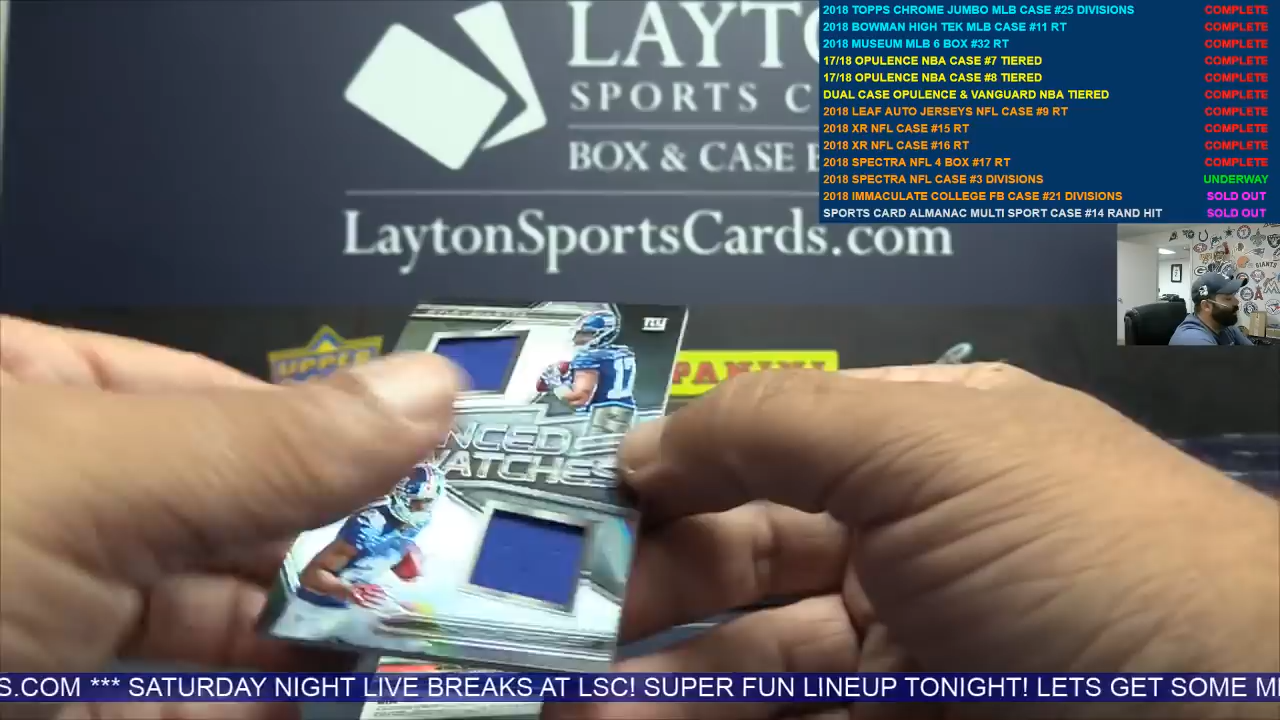 LAYTO
SPORTS C
BOX & CASE
LaytonSportsCards.com
2018 TOPPS CHROME JUMBO MLB CASE #25 DIVISIONS COMPLETE
2018 BOWMAN HIGH TEK MLB CASE #11 RT COMPLETE
2018 MUSEUM MLB 6 BOX #32 RT COMPLETE
17/18 OPULENCE NBA CASE #7 TIERED COMPLETE
17/18 OPULENCE NBA CASE #8 TIERED COMPLETE
DUAL CASE OPULENCE & VANGUARD NBA TIERED COMPLETE
2018 LEAF AUTO JERSEYS NFL CASE #9 RT COMPLETE
2018 XR NFL CASE #15 RT COMPLETE
2018 XR NFL CASE #16 RT COMPLETE
2018 SPECTRA NFL 4 BOX #17 RT COMPLETE
2018 SPECTRA NFL CASE #3 DIVISIONS UNDERWAY
2018 IMMACULATE COLLEGE FB CASE #21 DIVISIONS SOLD OUT
SPORTS CARD ALMANAC MULTI SPORT CASE #14 RAND HIT SOLD OUT
GIANTS
UPPER
PANINI
17
NCED
ATCHES
S.COM *** SATURDAY NIGHT LIVE BREAKS AT LSC! SUPER FUN LINEUP TONIGHT! LETS GET SOME M